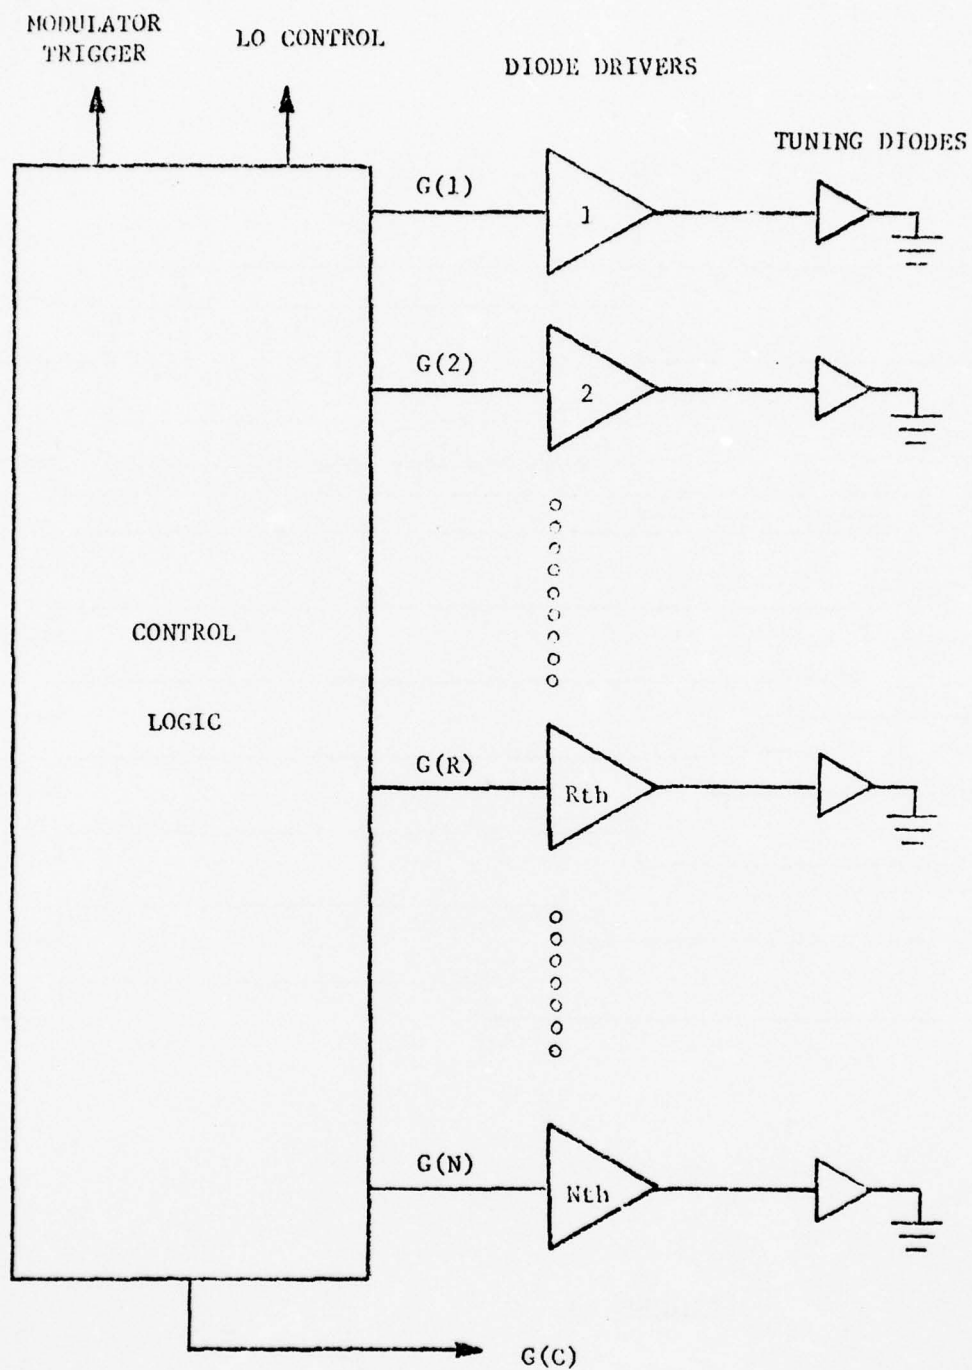 MODULATOR
TRIGGER
LO CONTROL
DIODE DRIVERS
TUNING DIODES
G(1)
1
G(2)
2
CONTROL
LOGIC
G(R)
Rth
G(N)
Nth
G(C)